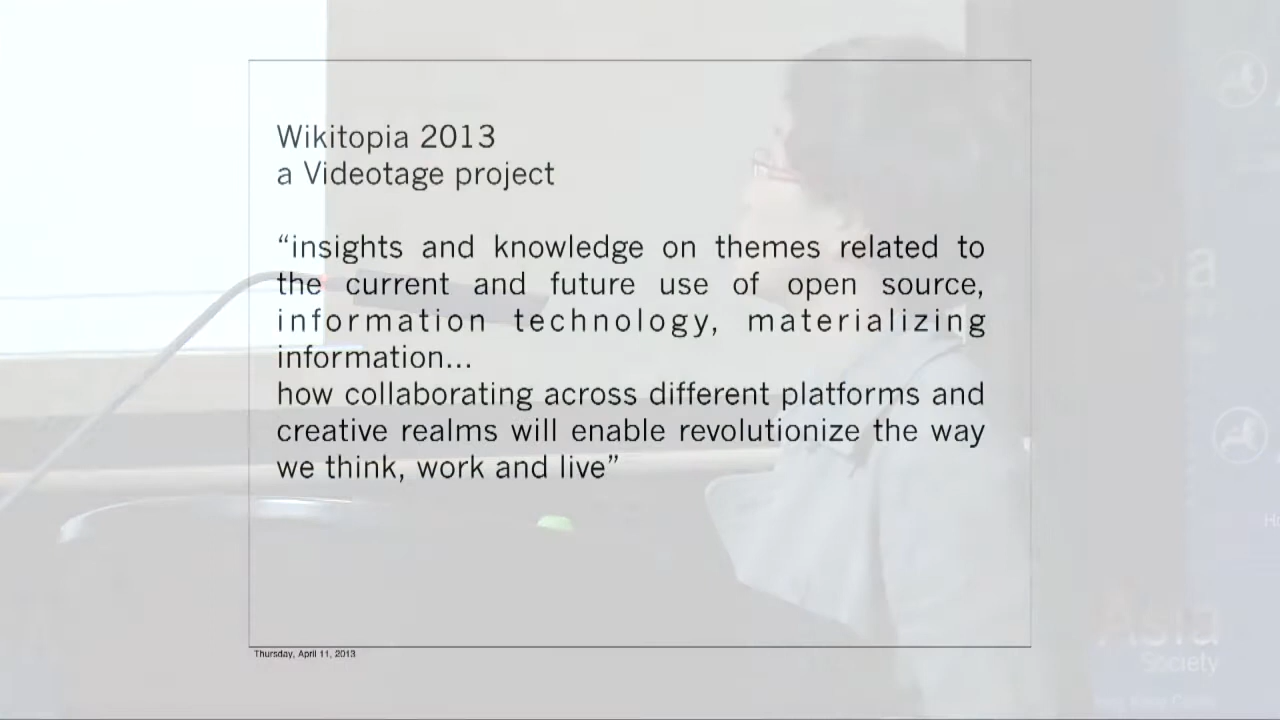 Wikitopia 2013
a Videotage project
“insights and knowledge on themes related to
the current and future use of open source,
information technology, materializing
information...
how collaborating across different platforms and
creative realms will enable revolutionize the way
we think, work and live”
Thursday, April 11, 2013
Asia
Society